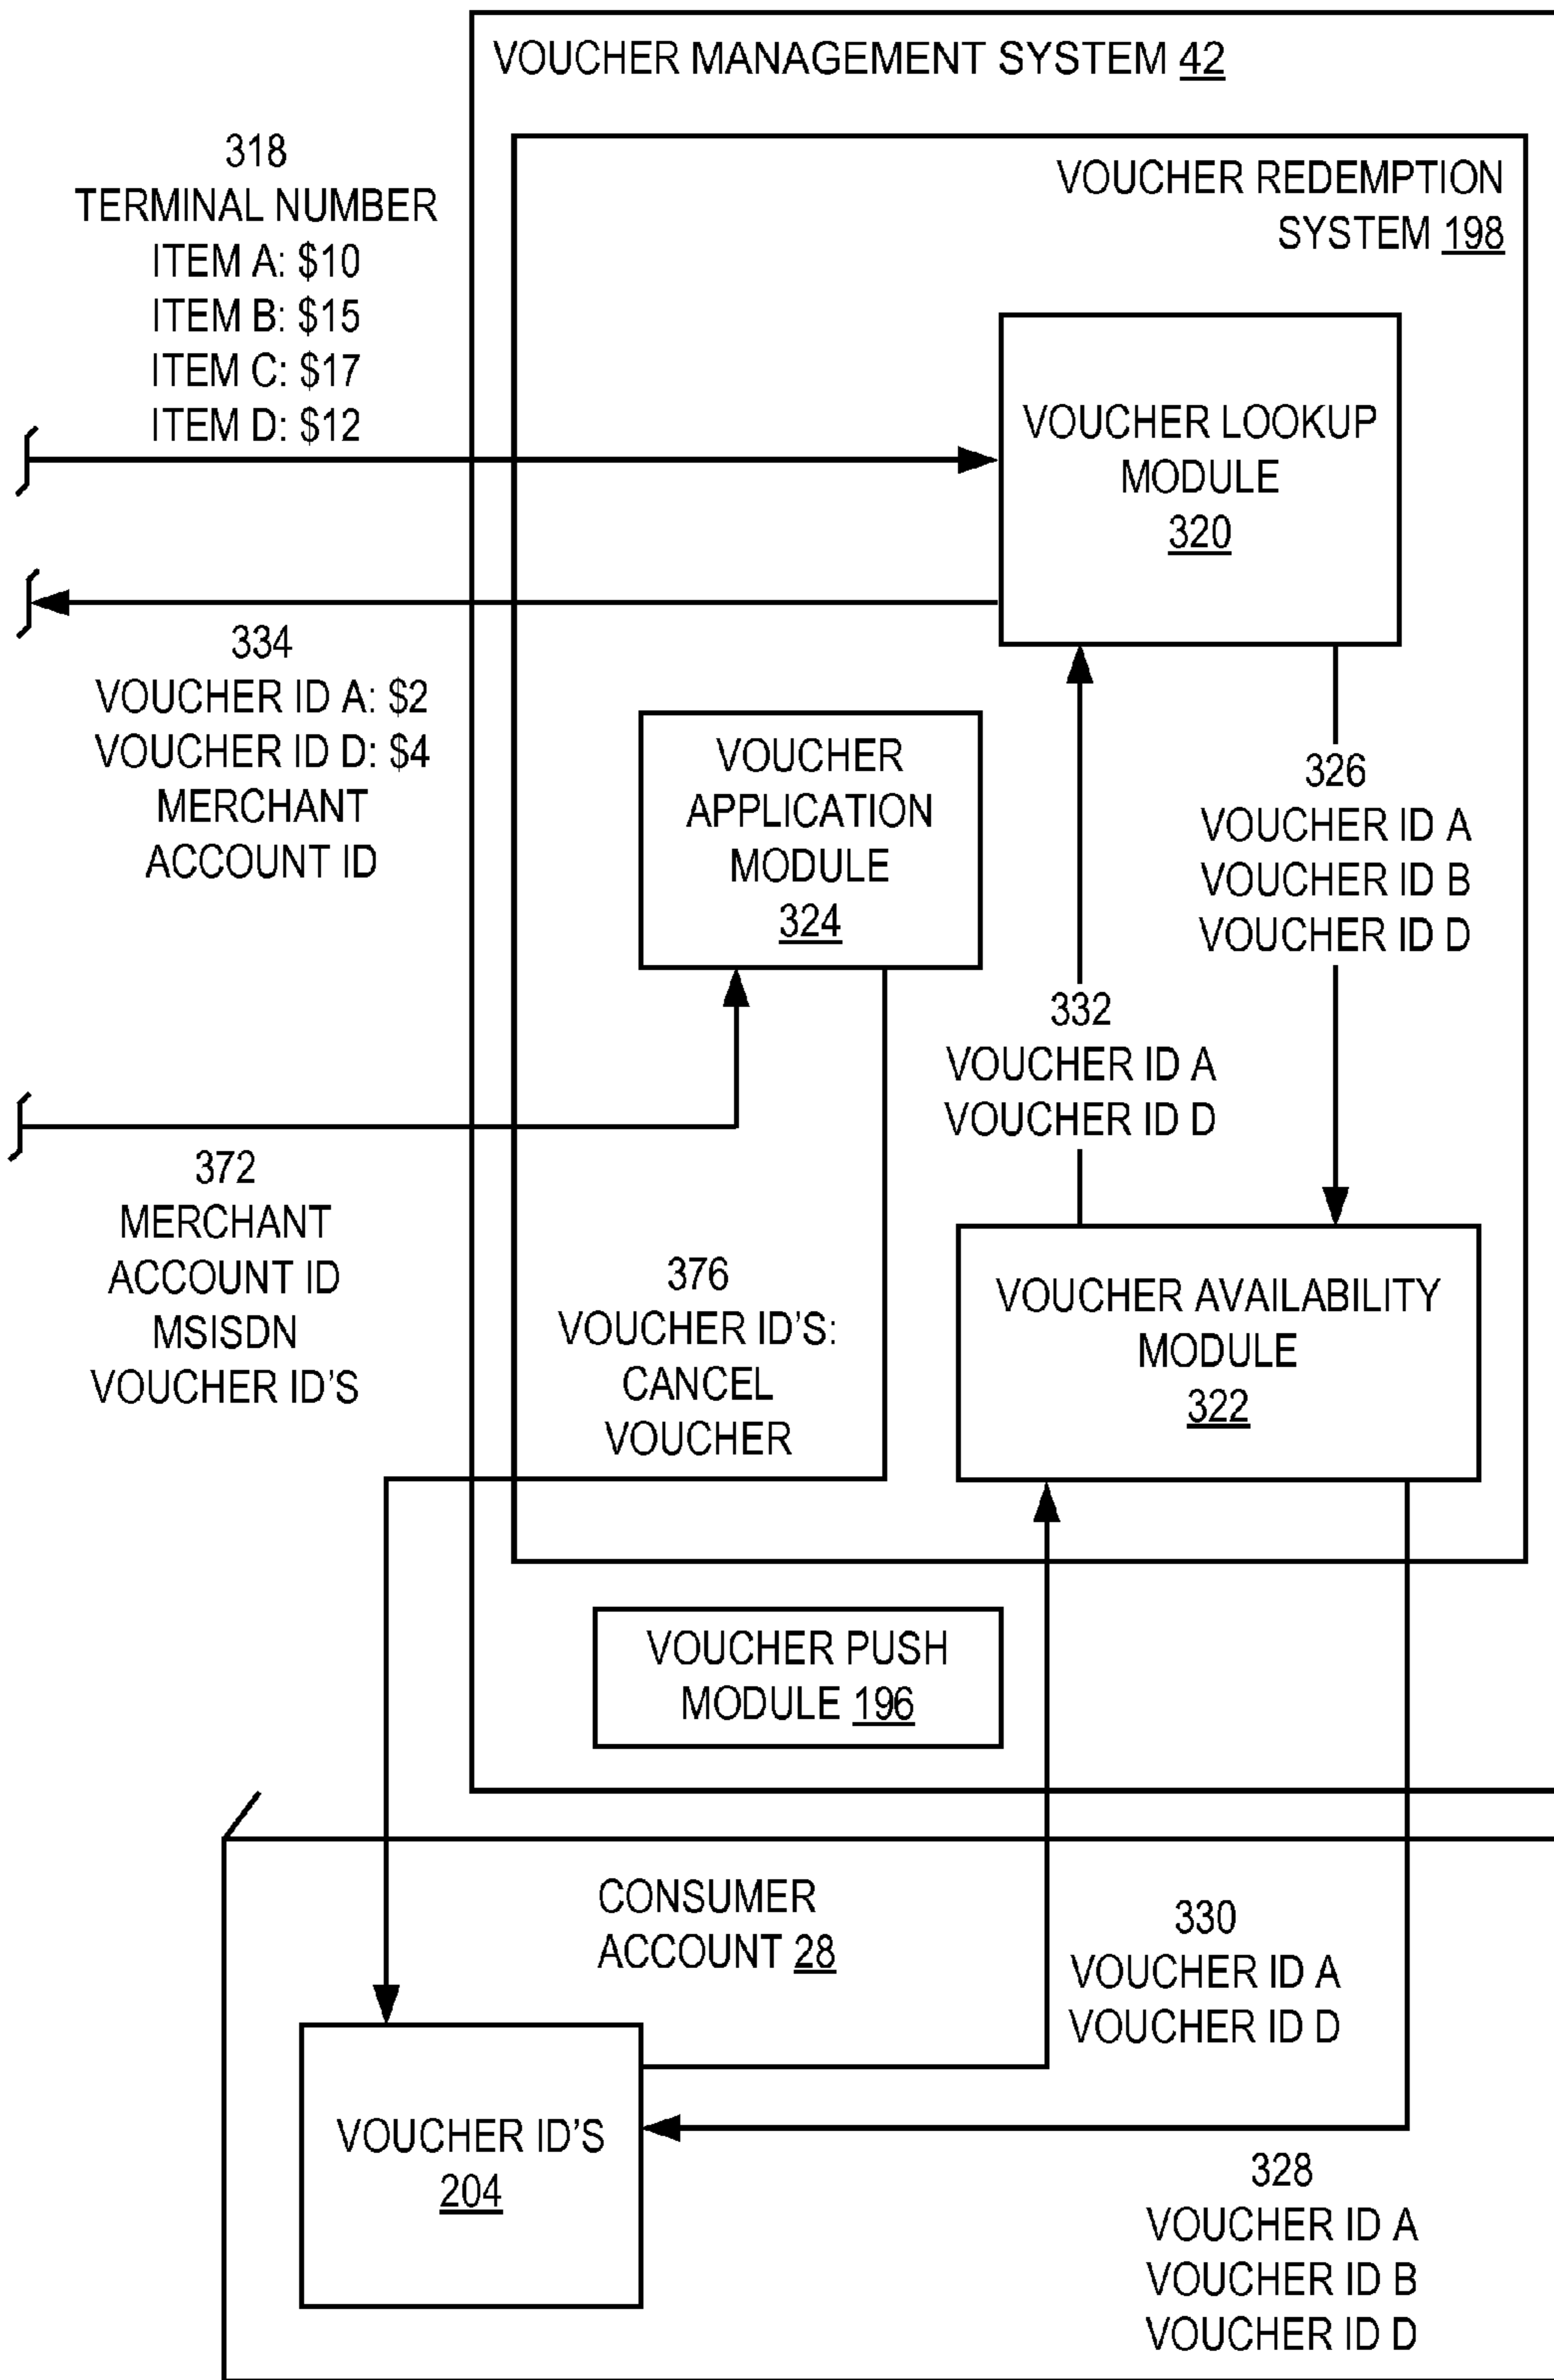 VOUCHER MANAGEMENT SYSTEM 42
VOUCHER REDEMPTION
SYSTEM 198
318
TERMINAL NUMBER
ITEM A: $10
ITEM B: $15
ITEM C: $17
ITEM D: $12
VOUCHER LOOKUP
MODULE
320
334
VOUCHER ID A: $2
VOUCHER ID D: $4
MERCHANT
ACCOUNT ID
VOUCHER
APPLICATION
MODULE
324
326
VOUCHER ID A
VOUCHER ID B
VOUCHER ID D
332
VOUCHER ID A
VOUCHER ID D
372
MERCHANT
ACCOUNT ID
MSISDN
VOUCHER ID'S
376
VOUCHER ID'S:
CANCEL
VOUCHER
VOUCHER AVAILABILITY
MODULE
322
VOUCHER PUSH
MODULE 196
CONSUMER
ACCOUNT 28
330
VOUCHER ID A
VOUCHER ID D
VOUCHER ID'S
204
328
VOUCHER ID A
VOUCHER ID B
VOUCHER ID D